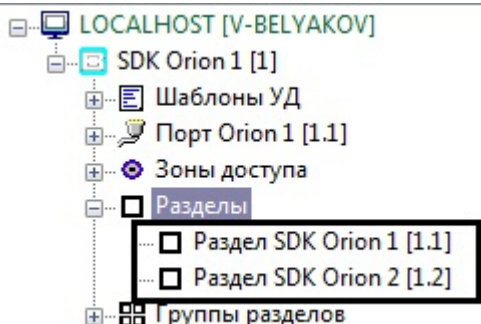 LOCALHOST [V-BELYAKOV]
SDK Orion 1 [1]
Шаблоны УД
Порт Orion 1 [1.1]
Зоны доступа
Разделы
Раздел SDK Orion 1 [1.1]
Раздел SDK Orion 2 [1.2]
Группы разделов